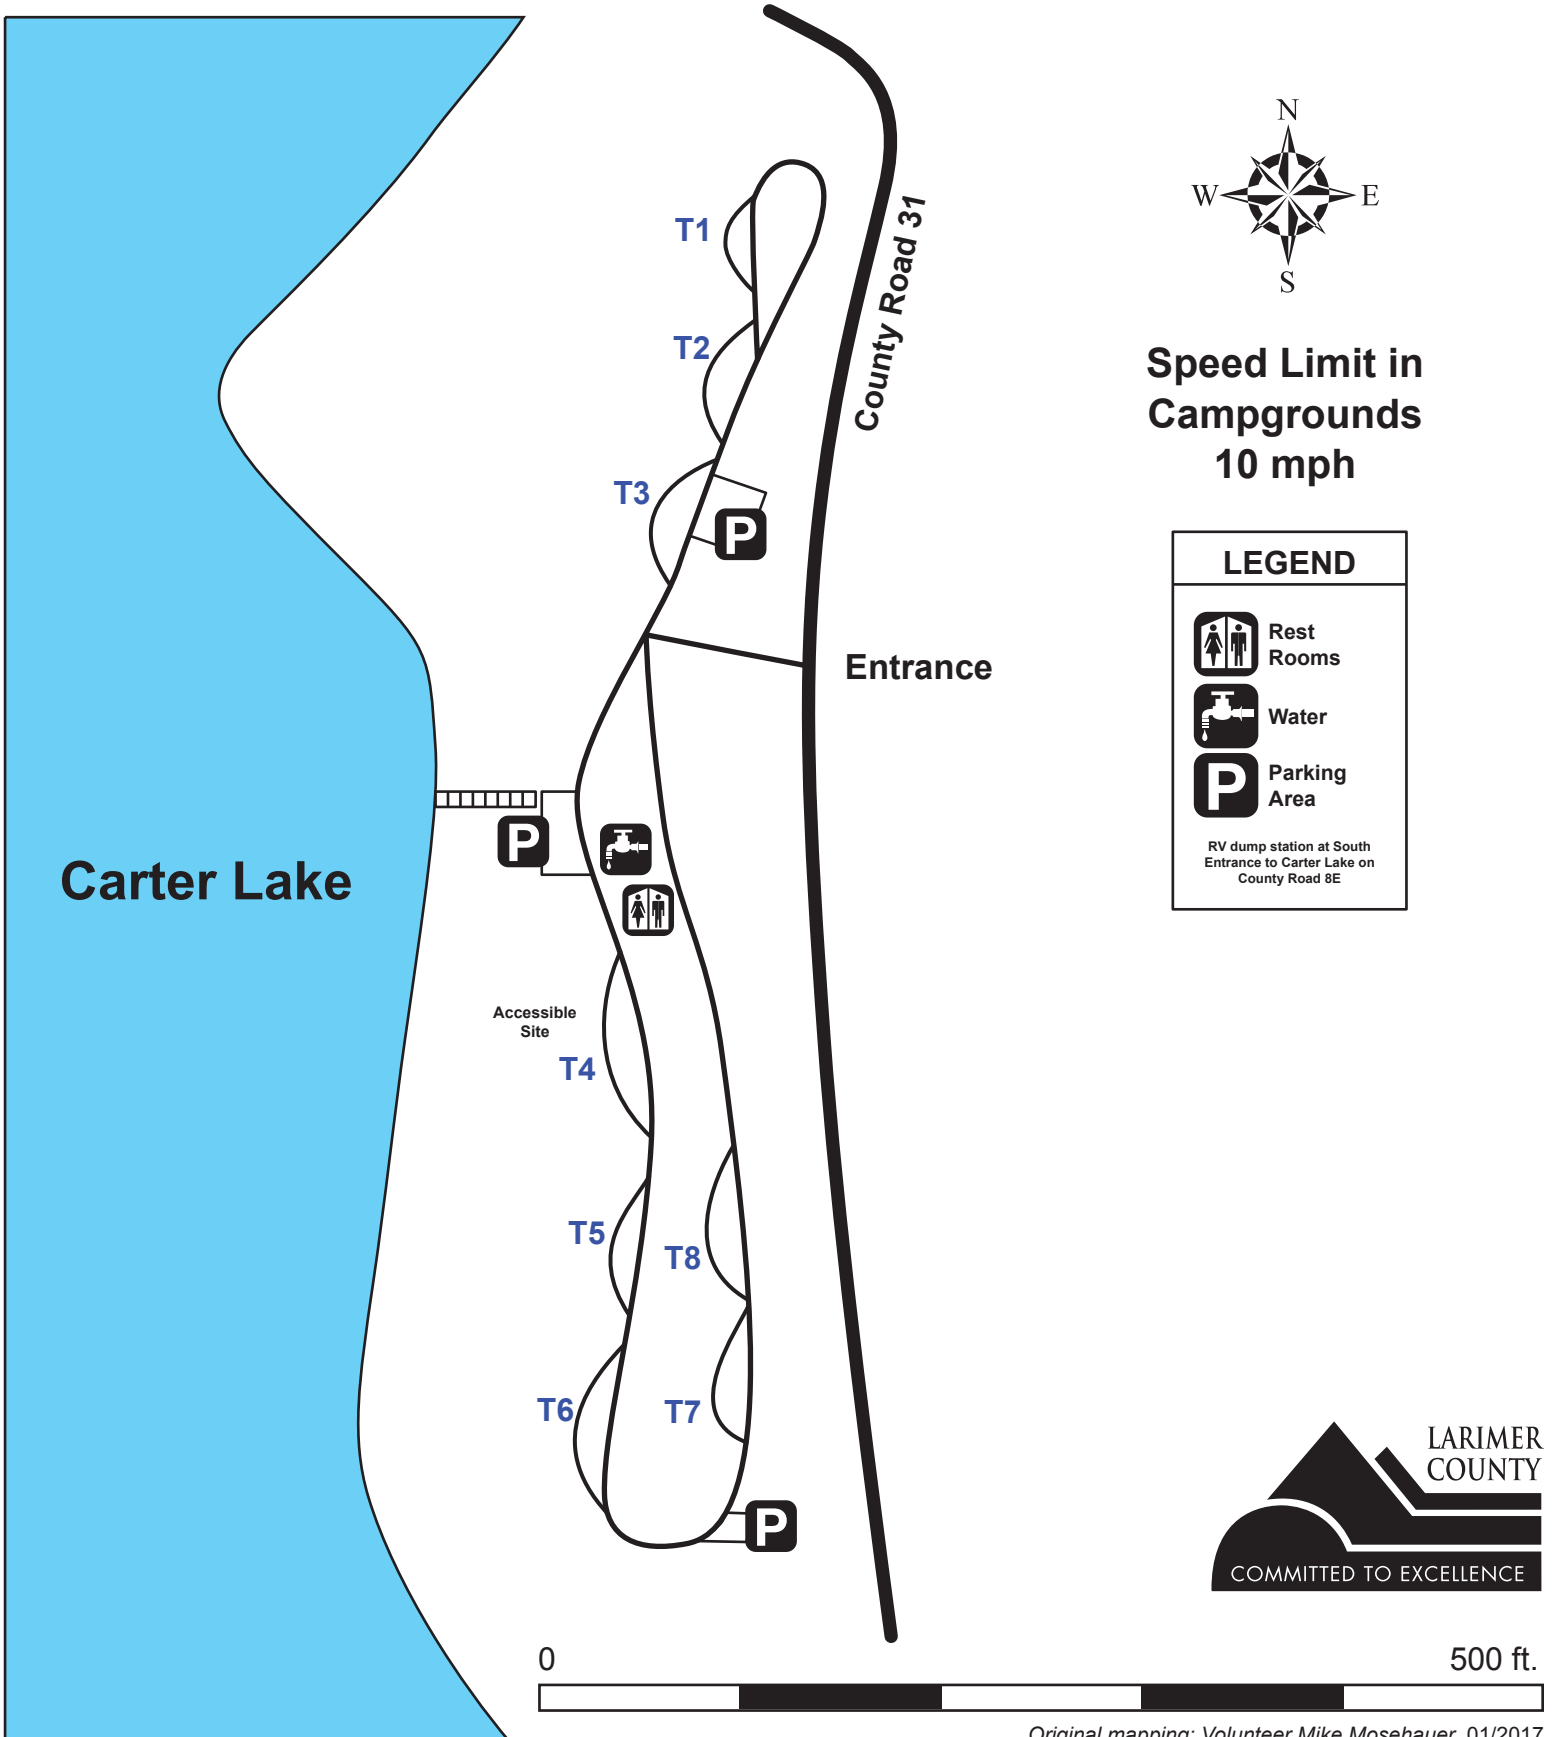 N
W
E
S
T1
County Road 31
T2
Speed Limit in
Campgrounds
10 mph
T3
P
LEGEND
Rest
Rooms
Water
P
Parking
Area
RV dump station at South
Entrance to Carter Lake on
County Road 8E
Entrance
P
Carter Lake
Accessible
Site
T4
T5
T8
T6
T7
P
LARIMER
COUNTY
COMMITTED TO EXCELLENCE
0
500 ft.
Original mapping: Volunteer Mike Mosehauer, 01/2017